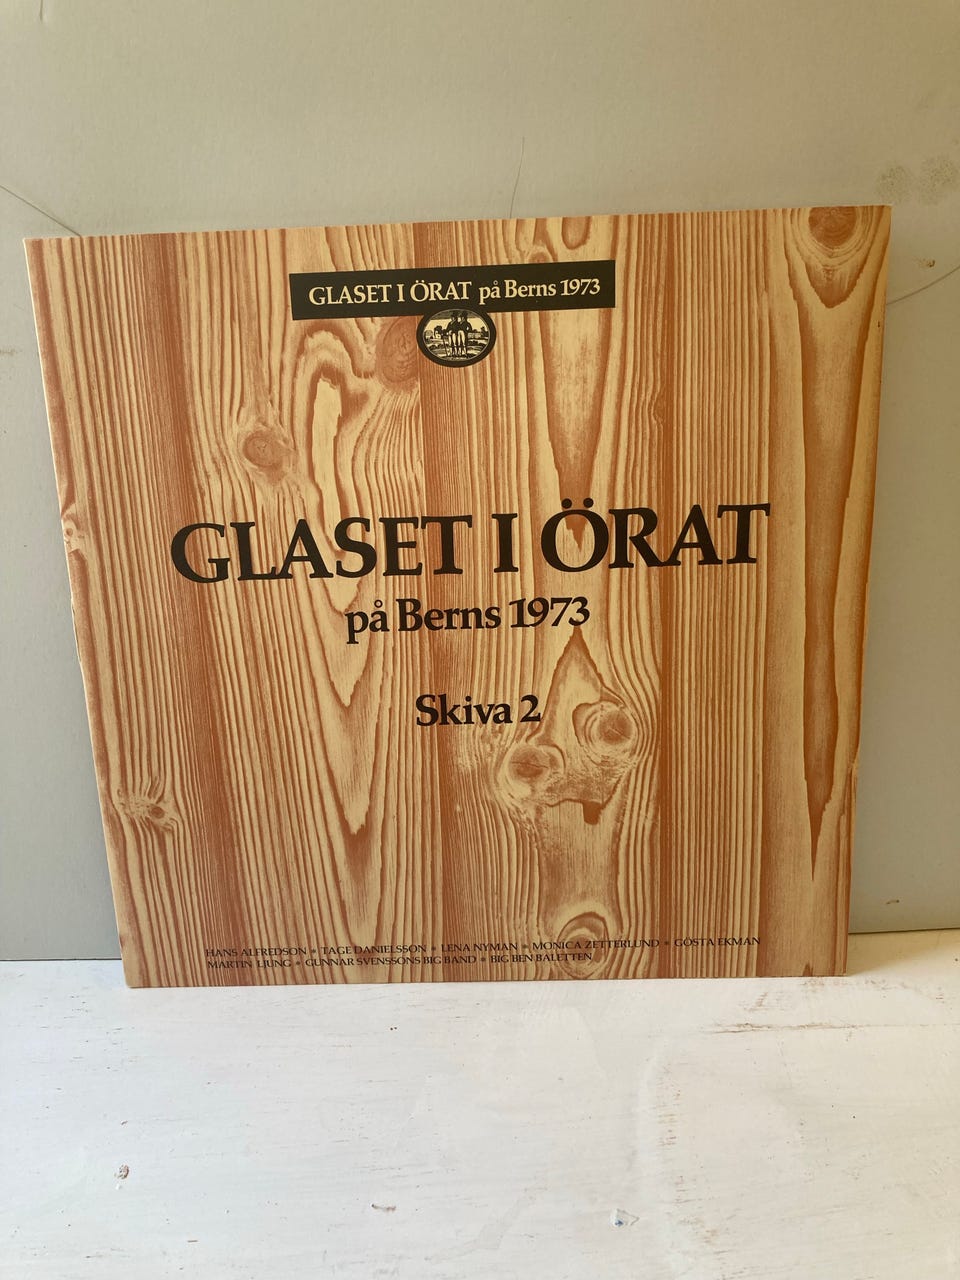 GLASET I ÖRAT på Berns 1973
GLASET I ÖRAT
på Berns 1973
Skiva 2
HANS ALFREDSON * TAGE DANIELSSON * LENA NYMAN * MONICA ZETTERLUND * GÖSTA EKMAN
MARTIN LJUNG * GUNNAR SVENSSONS BIG BAND * BIG BEN BALETTEN